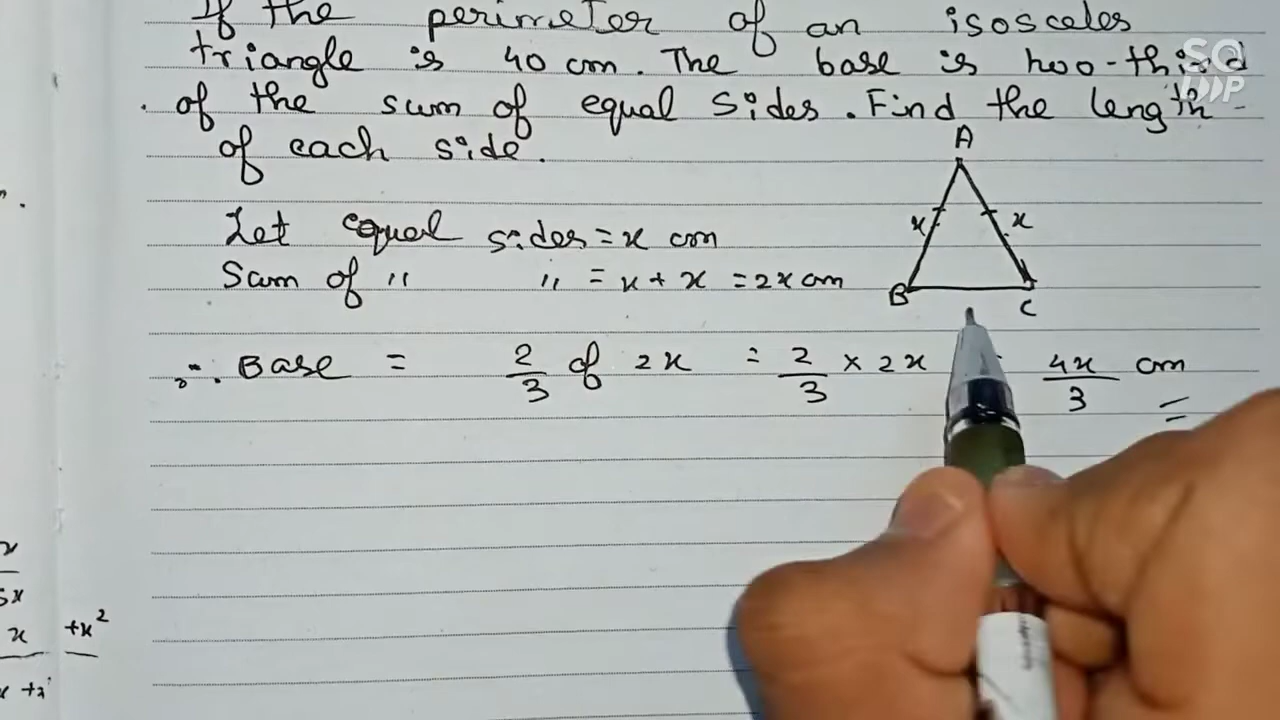 If the perimeter of an isosceles
triangle is 40 cm. The base is two-third
of the sum of equal sides. Find the length
of each side.
A
Let equal sides = x cm
x x
Sum of " " = x + x = 2x cm
B C
∴ Base = 2/3 of 2x = 2/3 × 2x = 4x/3 cm
x
5x
x +x²
x +x